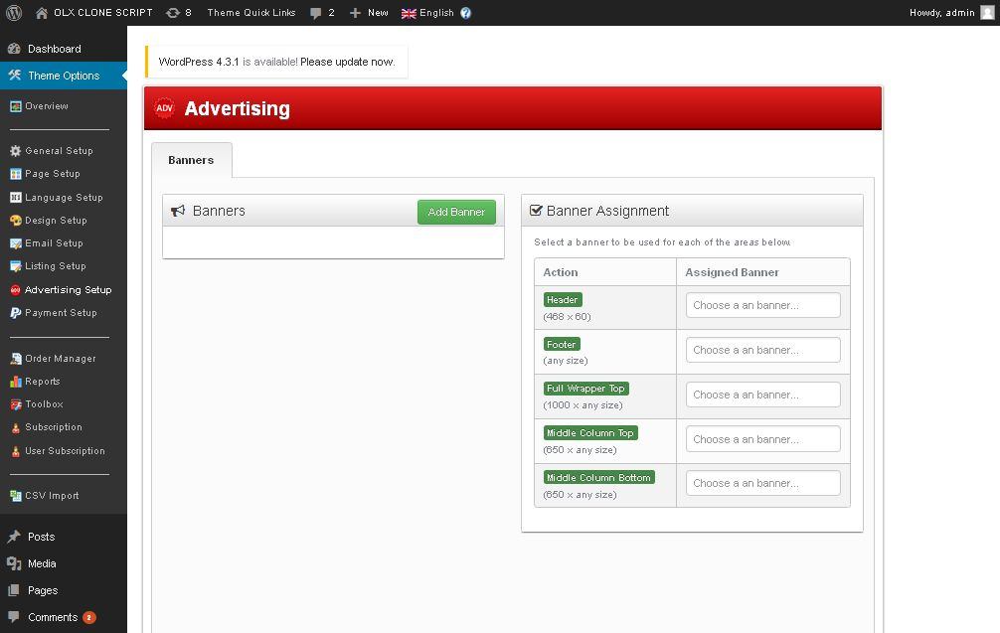 OLX CLONE SCRIPT 8 Theme Quick Links 2 New English ? Howdy, admin
Dashboard
Theme Options
Overview
General Setup
Page Setup
Language Setup
Design Setup
Email Setup
Listing Setup
Advertising Setup
Payment Setup
Order Manager
Reports
Toolbox
Subscription
User Subscription
CSV Import
Posts
Media
Pages
Comments 2
WordPress 4.3.1 is available! Please update now.
ADV Advertising
Banners
Banners Add Banner
Banner Assignment
Select a banner to be used for each of the areas below.
Action Assigned Banner
Header Choose a an banner...
(468 x 60)
Footer Choose a an banner...
(any size)
Full Wrapper Top Choose a an banner...
(1000 x any size)
Middle Column Top Choose a an banner...
(650 x any size)
Middle Column Bottom Choose a an banner...
(650 x any size)